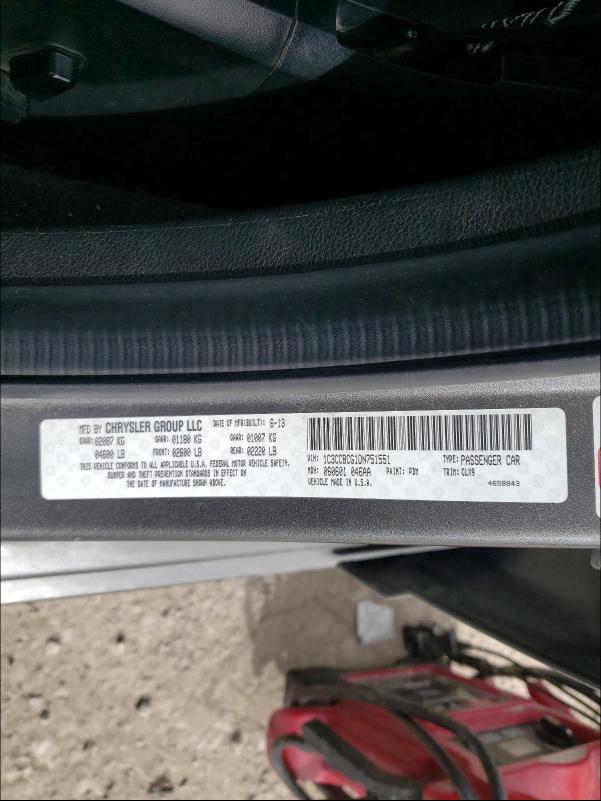 MFD BY CHRYSLER GROUP LLC DATE OF MFR(BUILT): 6-13
GVWR: 02087 KG GAWR: 01180 KG GAWR: 01007 KG
04600 LB FRONT: 02600 LB REAR: 02220 LB
THIS VEHICLE CONFORMS TO ALL APPLICABLE U.S.A. FEDERAL MOTOR VEHICLE SAFETY,
BUMPER AND THEFT PREVENTION STANDARDS IN EFFECT ON
THE DATE OF MANUFACTURE SHOWN ABOVE.
VIN: 1C3CCBCG1DN751551 TYPE: PASSENGER CAR
MDH: 060601 046AA PAINT: PDM TRIM: CLX9
VEHICLE MADE IN U.S.A. 4658843